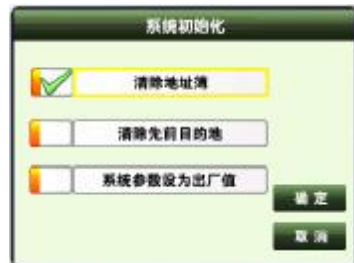 系统初始化
清除地址簿
清除先前目的地
系统参数设为出厂值
确定
取消